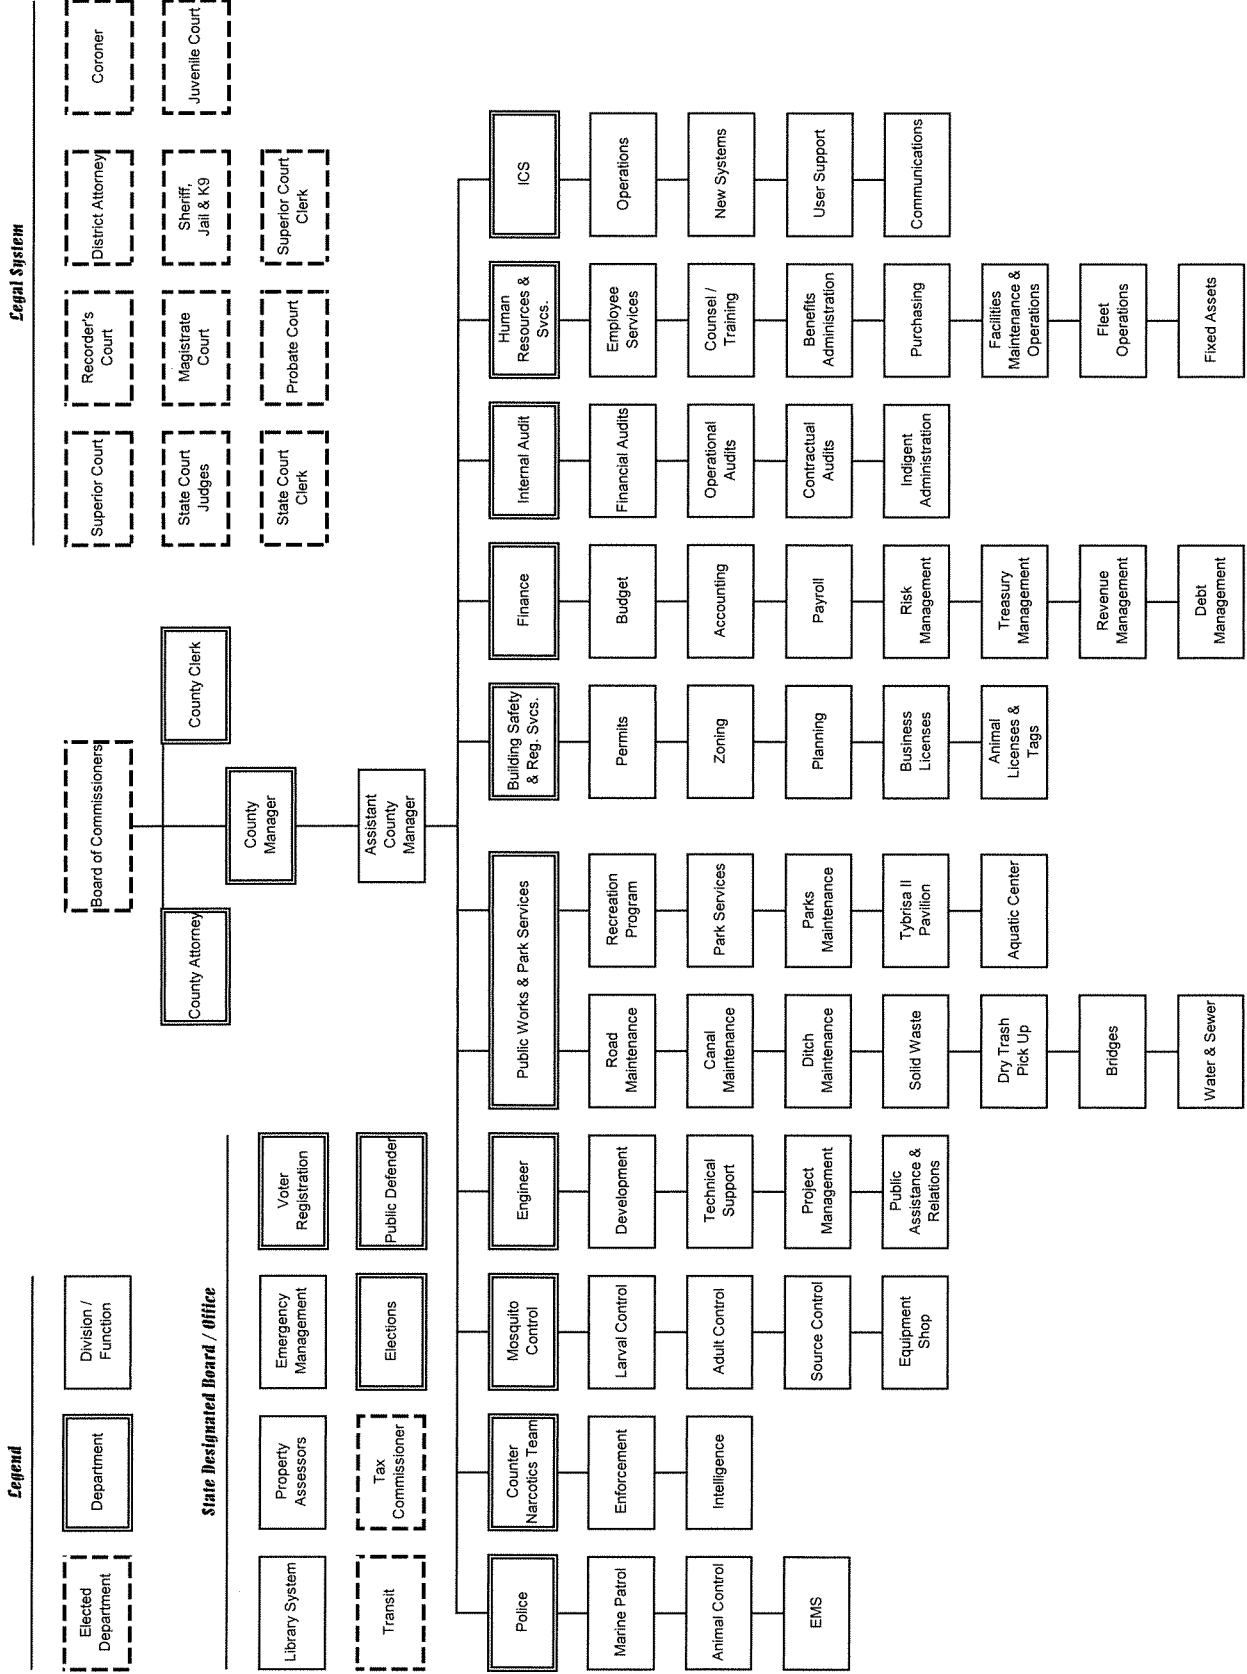 Legend
Elected
Department
Department
Division /
Function
State Designated Board / Office
Library System
Property
Assessors
Emergency
Management
Voter
Registration
Transit
Tax
Commissioner
Elections
Public Defender
Board of Commissioners
County Attorney
County Clerk
County
Manager
Assistant
County
Manager
Legal System
Superior Court
Recorder's
Court
District Attorney
Coroner
State Court
Judges
Magistrate
Court
Sheriff,
Jail & K9
Juvenile Court
State Court
Clerk
Probate Court
Superior Court
Clerk
Police
Marine Patrol
Animal Control
EMS
Counter
Narcotics Team
Enforcement
Intelligence
Mosquito
Control
Larval Control
Adult Control
Source Control
Equipment
Shop
Engineer
Development
Technical
Support
Project
Management
Public
Assistance &
Relations
Public Works & Park Services
Road
Maintenance
Canal
Maintenance
Ditch
Maintenance
Solid Waste
Dry Trash
Pick Up
Bridges
Water & Sewer
Recreation
Program
Park Services
Parks
Maintenance
Tybrisa II
Pavilion
Aquatic Center
Building Safety
& Reg. Svcs.
Permits
Zoning
Planning
Business
Licenses
Animal
Licenses &
Tags
Finance
Budget
Accounting
Payroll
Risk
Management
Treasury
Management
Revenue
Management
Debt
Management
Internal Audit
Financial Audits
Operational
Audits
Contractual
Audits
Indigent
Administration
Human
Resources &
Svcs.
Employee
Services
Counsel /
Training
Benefits
Administration
Purchasing
Facilities
Maintenance &
Operations
Fleet
Operations
Fixed Assets
ICS
Operations
New Systems
User Support
Communications